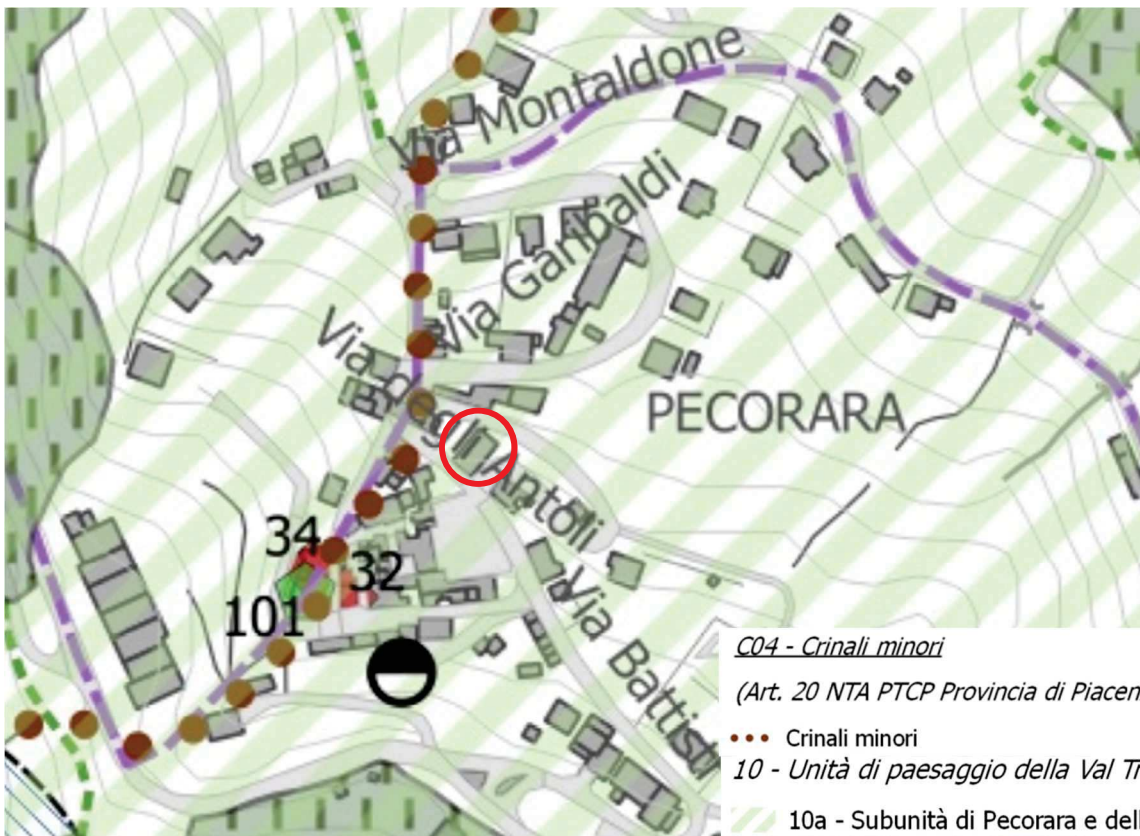 Via Montaldone
Via Garibaldi
Via Degli Antoli
PECORARA
34
32
101
Via Battisti
C04 - Crinali minori
(Art. 20 NTA PTCP Provincia di Piacen
Crinali minori
10 - Unità di paesaggio della Val Tr
10a - Subunità di Pecorara e dell